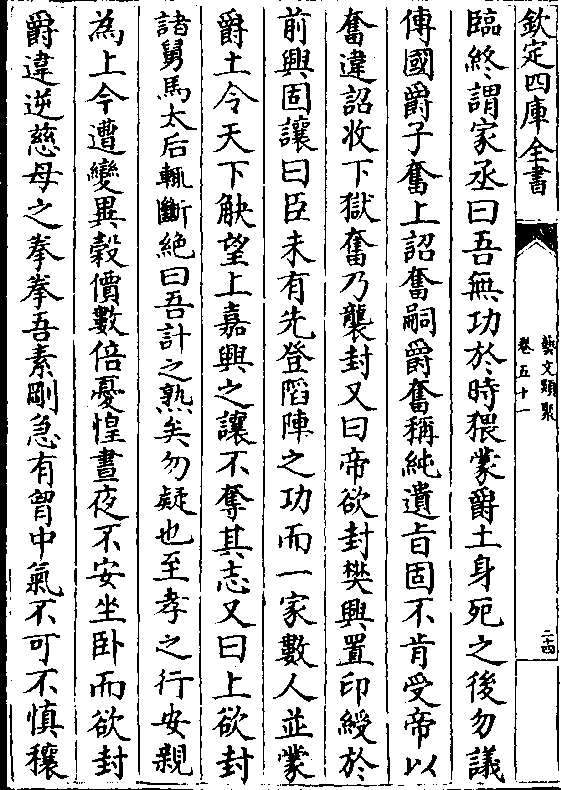 欽定四庫全書
藝文類聚
卷五十一
二十四
臨終謂家丞曰吾無功於時猥蒙爵土身死之後勿議
傳國爵子奮上詔奮嗣爵奮稱純遺旨固不肯受帝以
奮違詔收下獄奮乃襲封又曰帝欲封樊興置印綬於
前興固讓曰臣未有先登䧟陣之功而一家數人並蒙
爵土令天下觖望上嘉興之讓不奪其志又曰上欲封
諸舅馬太后輒斷絶曰吾計之熟矣勿疑也至孝之行安親
為上今遭變異穀價數倍憂惶晝夜不安坐卧而欲封
爵違逆慈母之拳拳吾素剛急有胷中氣不可不慎穰